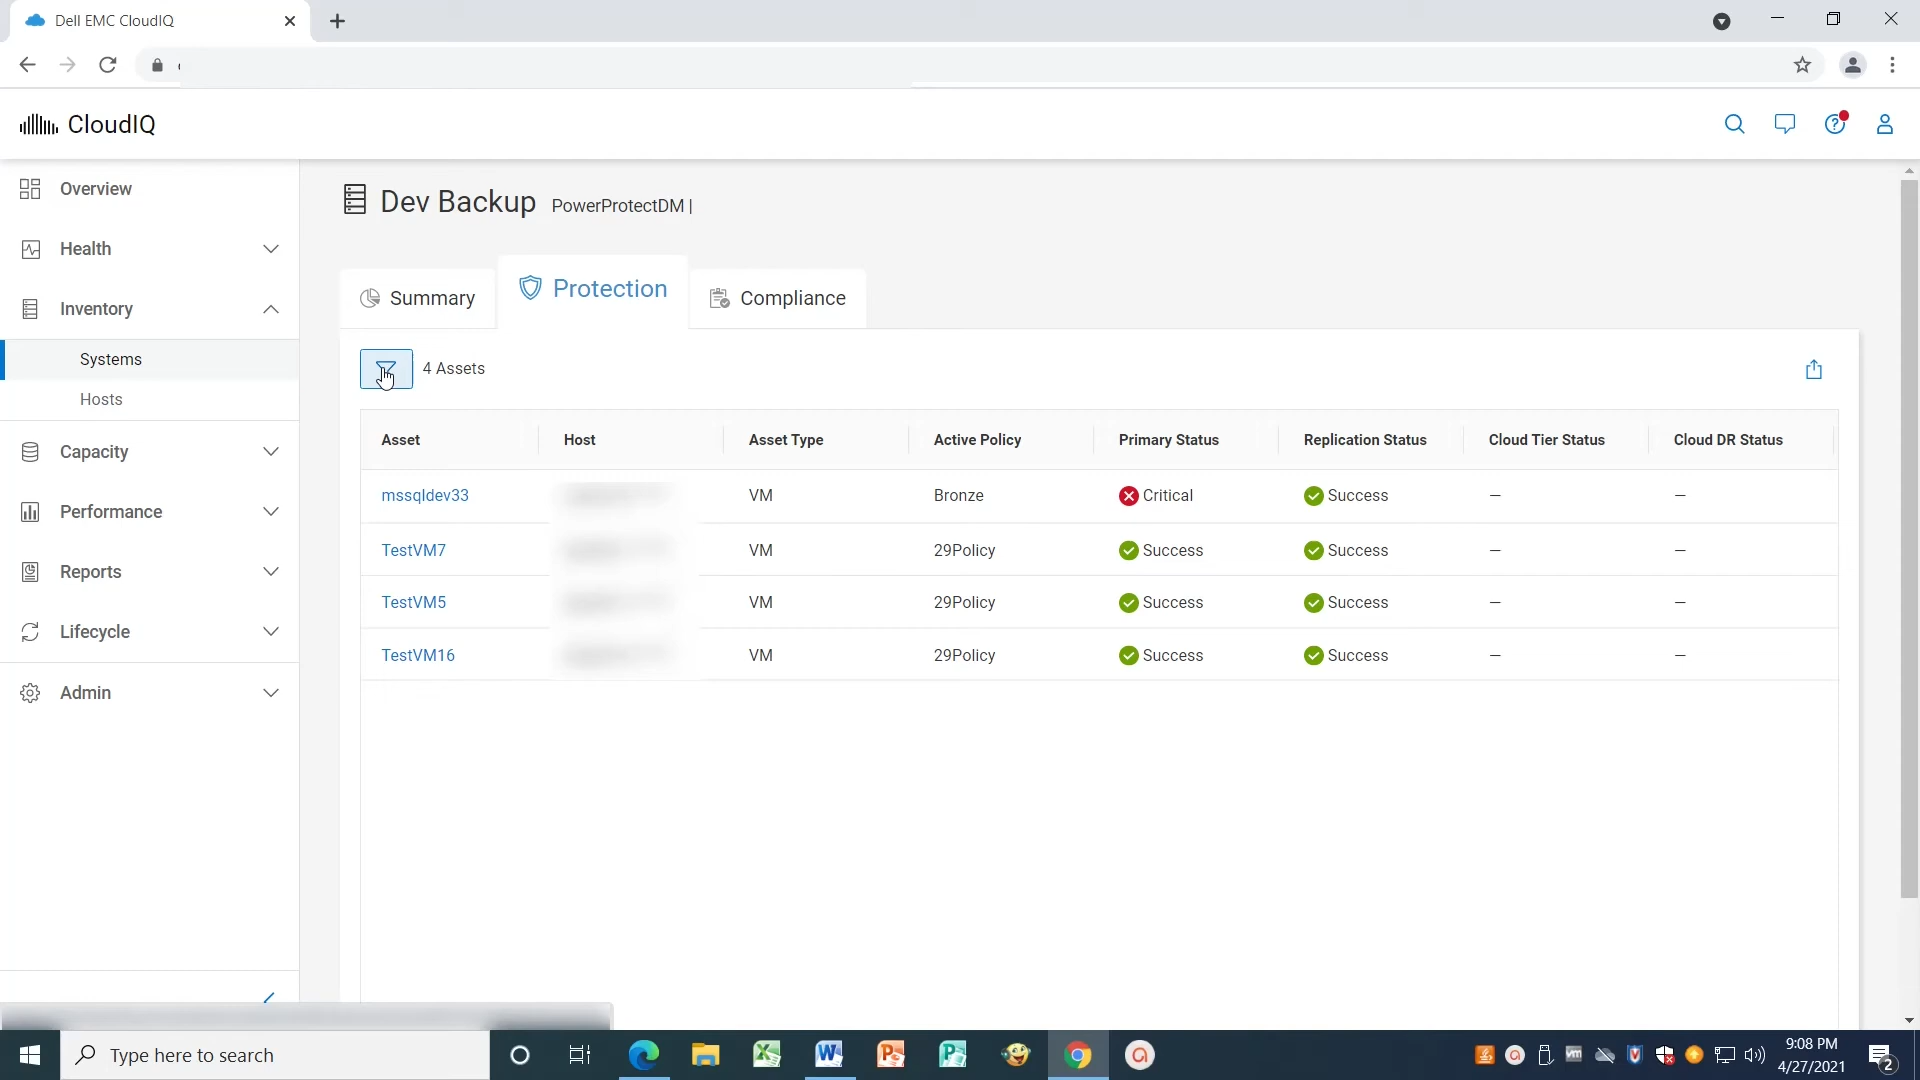 Dell EMC CloudIQ
CloudIQ
Overview
Health
Inventory
Systems
Hosts
Capacity
Performance
Reports
Lifecycle
Admin
Dev Backup PowerProtectDM |
Summary Protection Compliance
4 Assets
Asset Host Asset Type Active Policy Primary Status Replication Status Cloud Tier Status Cloud DR Status
mssqldev33 VM Bronze Critical Success – –
TestVM7 VM 29Policy Success Success – –
TestVM5 VM 29Policy Success Success – –
TestVM16 VM 29Policy Success Success – –
Type here to search
9:08 PM
4/27/2021
2